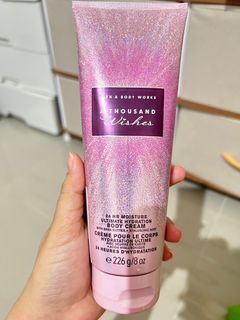 BATH & BODY WORKS
A THOUSAND
Wishes
24 HR MOISTURE
ULTIMATE HYDRATION
BODY CREAM
CRÈME POUR LE CORPS
HYDRATATION ULTIME
24 HEURES D'HYDRATATION
e 226 g/8 oz